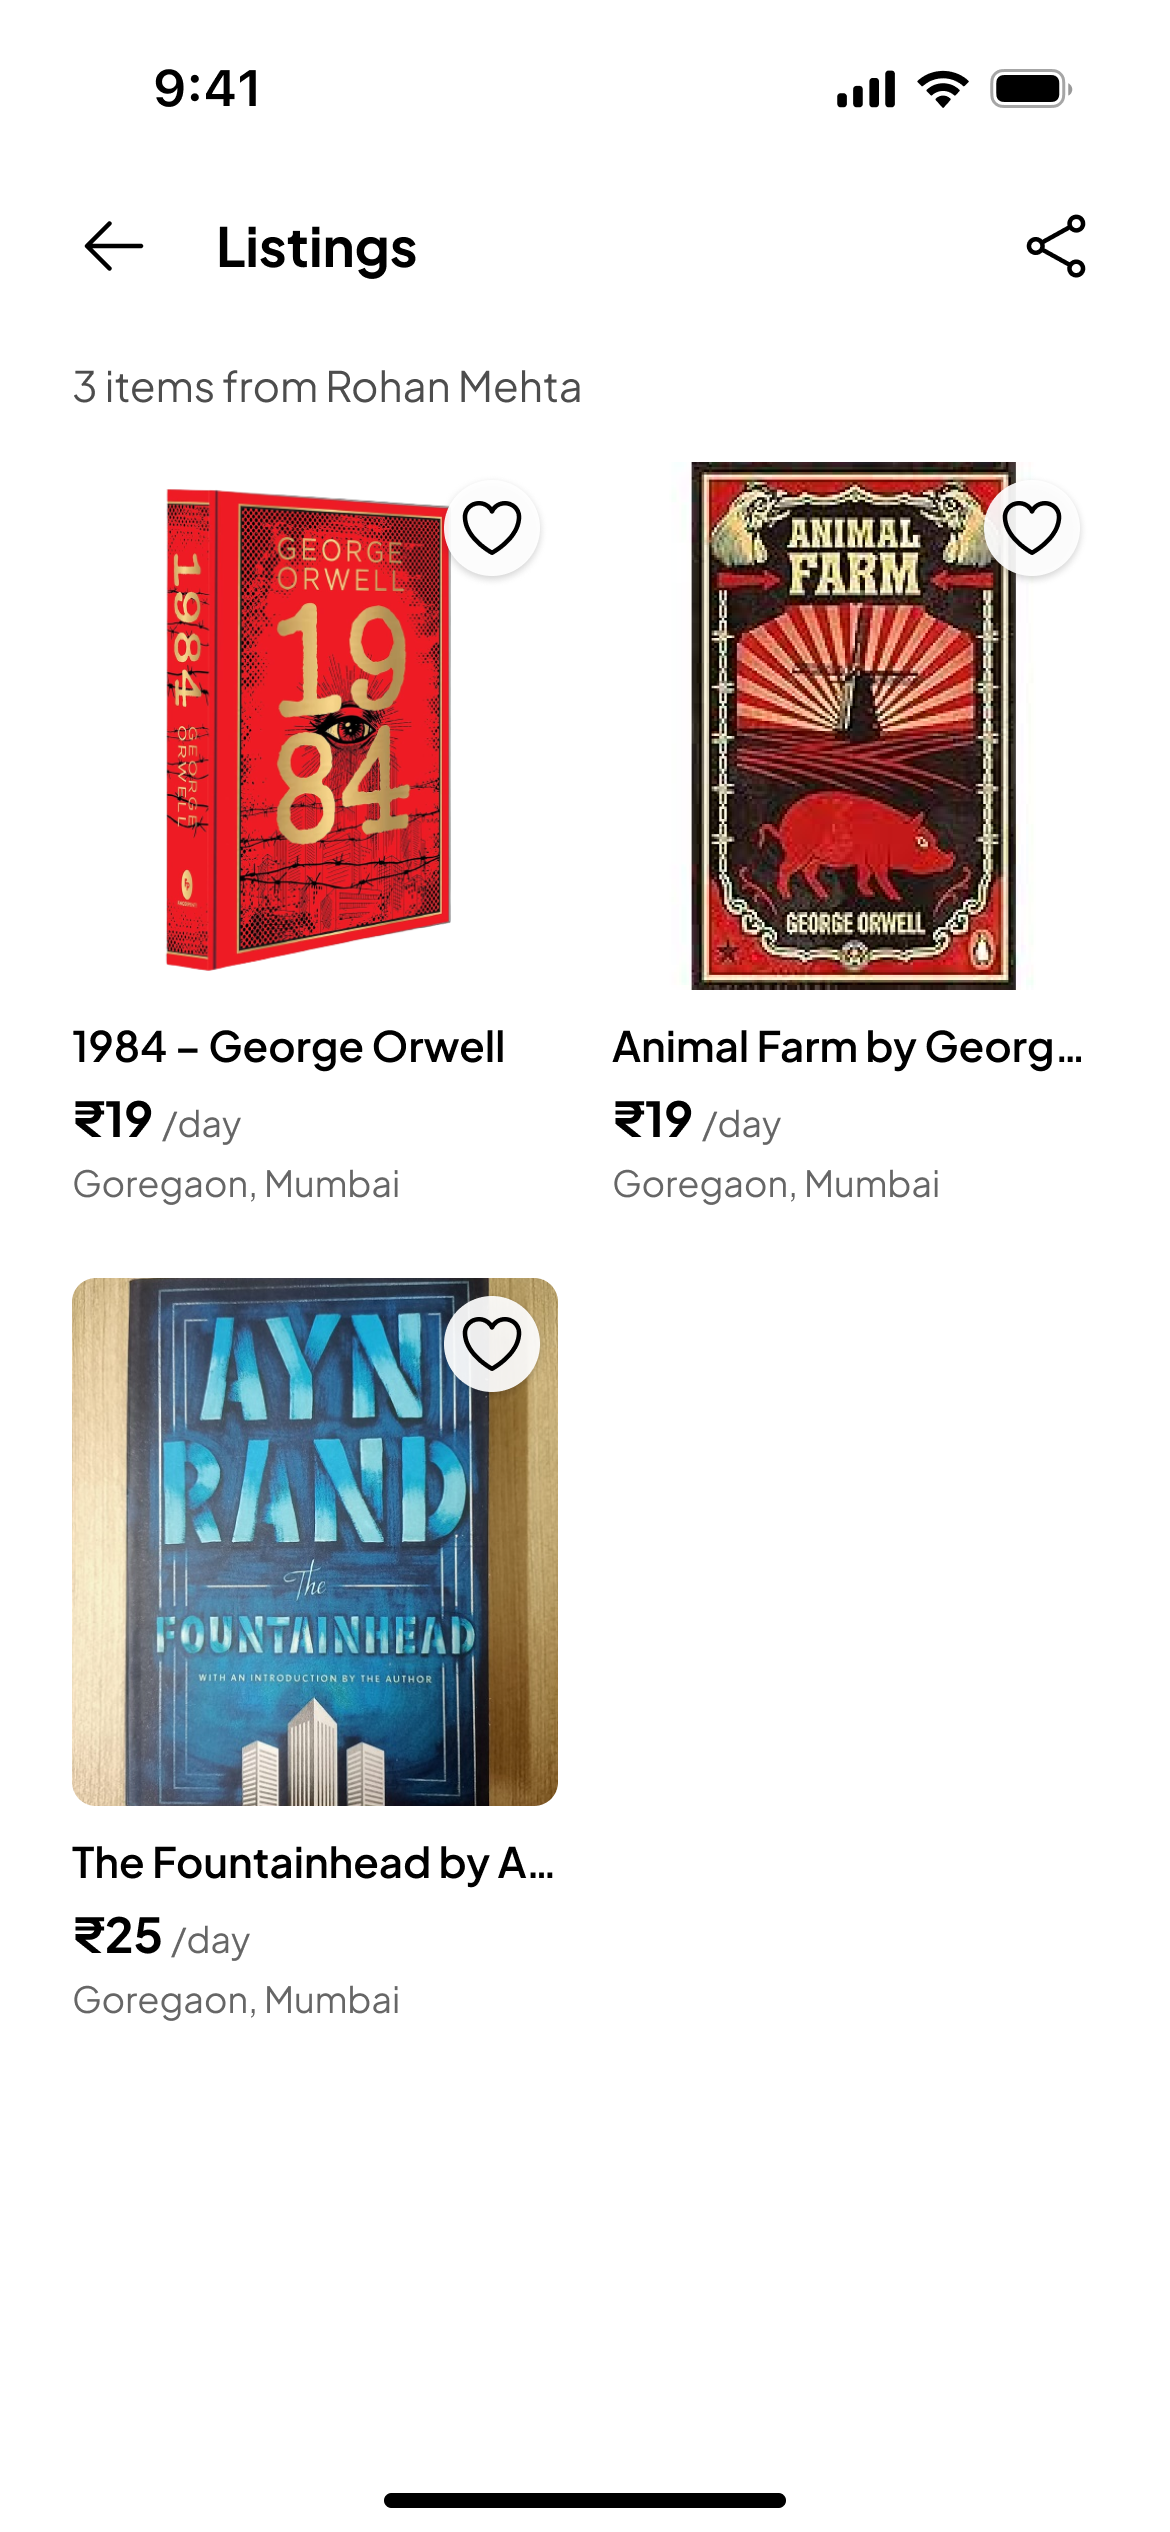 9:41
Listings
3 items from Rohan Mehta
1984
GEORGE
ORWELL
GEORGE
ORWELL
19
84
ANIMAL
FARM
GEORGE ORWELL
1984 – George Orwell
₹19 /day
Goregaon, Mumbai
Animal Farm by Georg...
₹19 /day
Goregaon, Mumbai
AYN
RAND
The
FOUNTAINHEAD
WITH AN INTRODUCTION BY THE AUTHOR
The Fountainhead by A...
₹25 /day
Goregaon, Mumbai